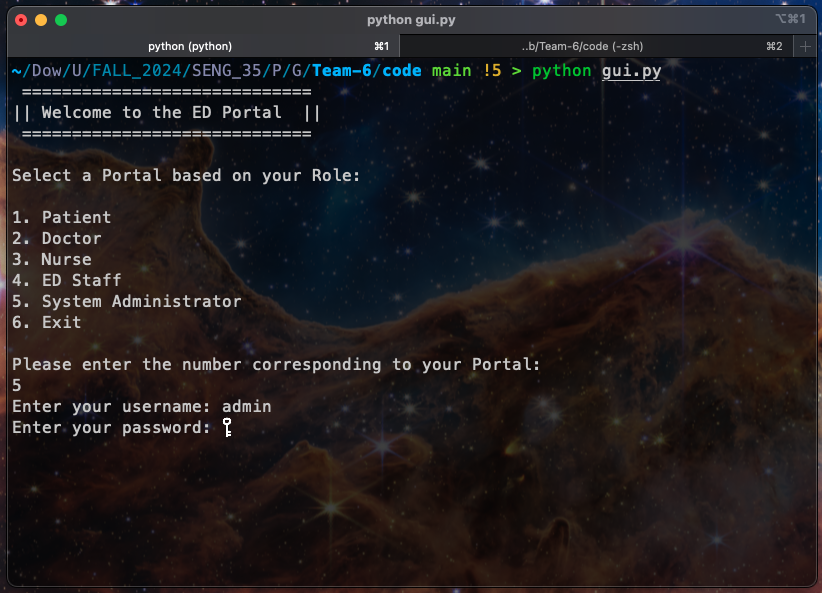 python gui.py
⌥⌘1
python (python) ⌘1 ..b/Team-6/code (-zsh) ⌘2 +
~/Dow/U/FALL_2024/SENG_35/P/G/Team-6/code main !5 > python gui.py
=============================
|| Welcome to the ED Portal  ||
=============================
Select a Portal based on your Role:
1. Patient
2. Doctor
3. Nurse
4. ED Staff
5. System Administrator
6. Exit
Please enter the number corresponding to your Portal:
5
Enter your username: admin
Enter your password: